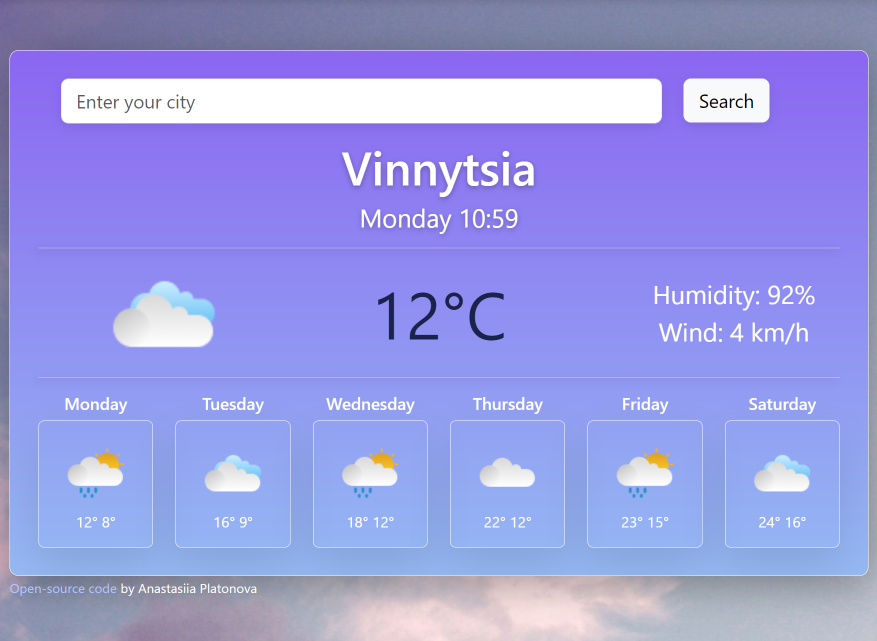 Enter your city
Search
Vinnytsia
Monday 10:59
12°C
Humidity: 92%
Wind: 4 km/h
Monday
Tuesday
Wednesday
Thursday
Friday
Saturday
12° 8°
16° 9°
18° 12°
22° 12°
23° 15°
24° 16°
Open-source code by Anastasiia Platonova